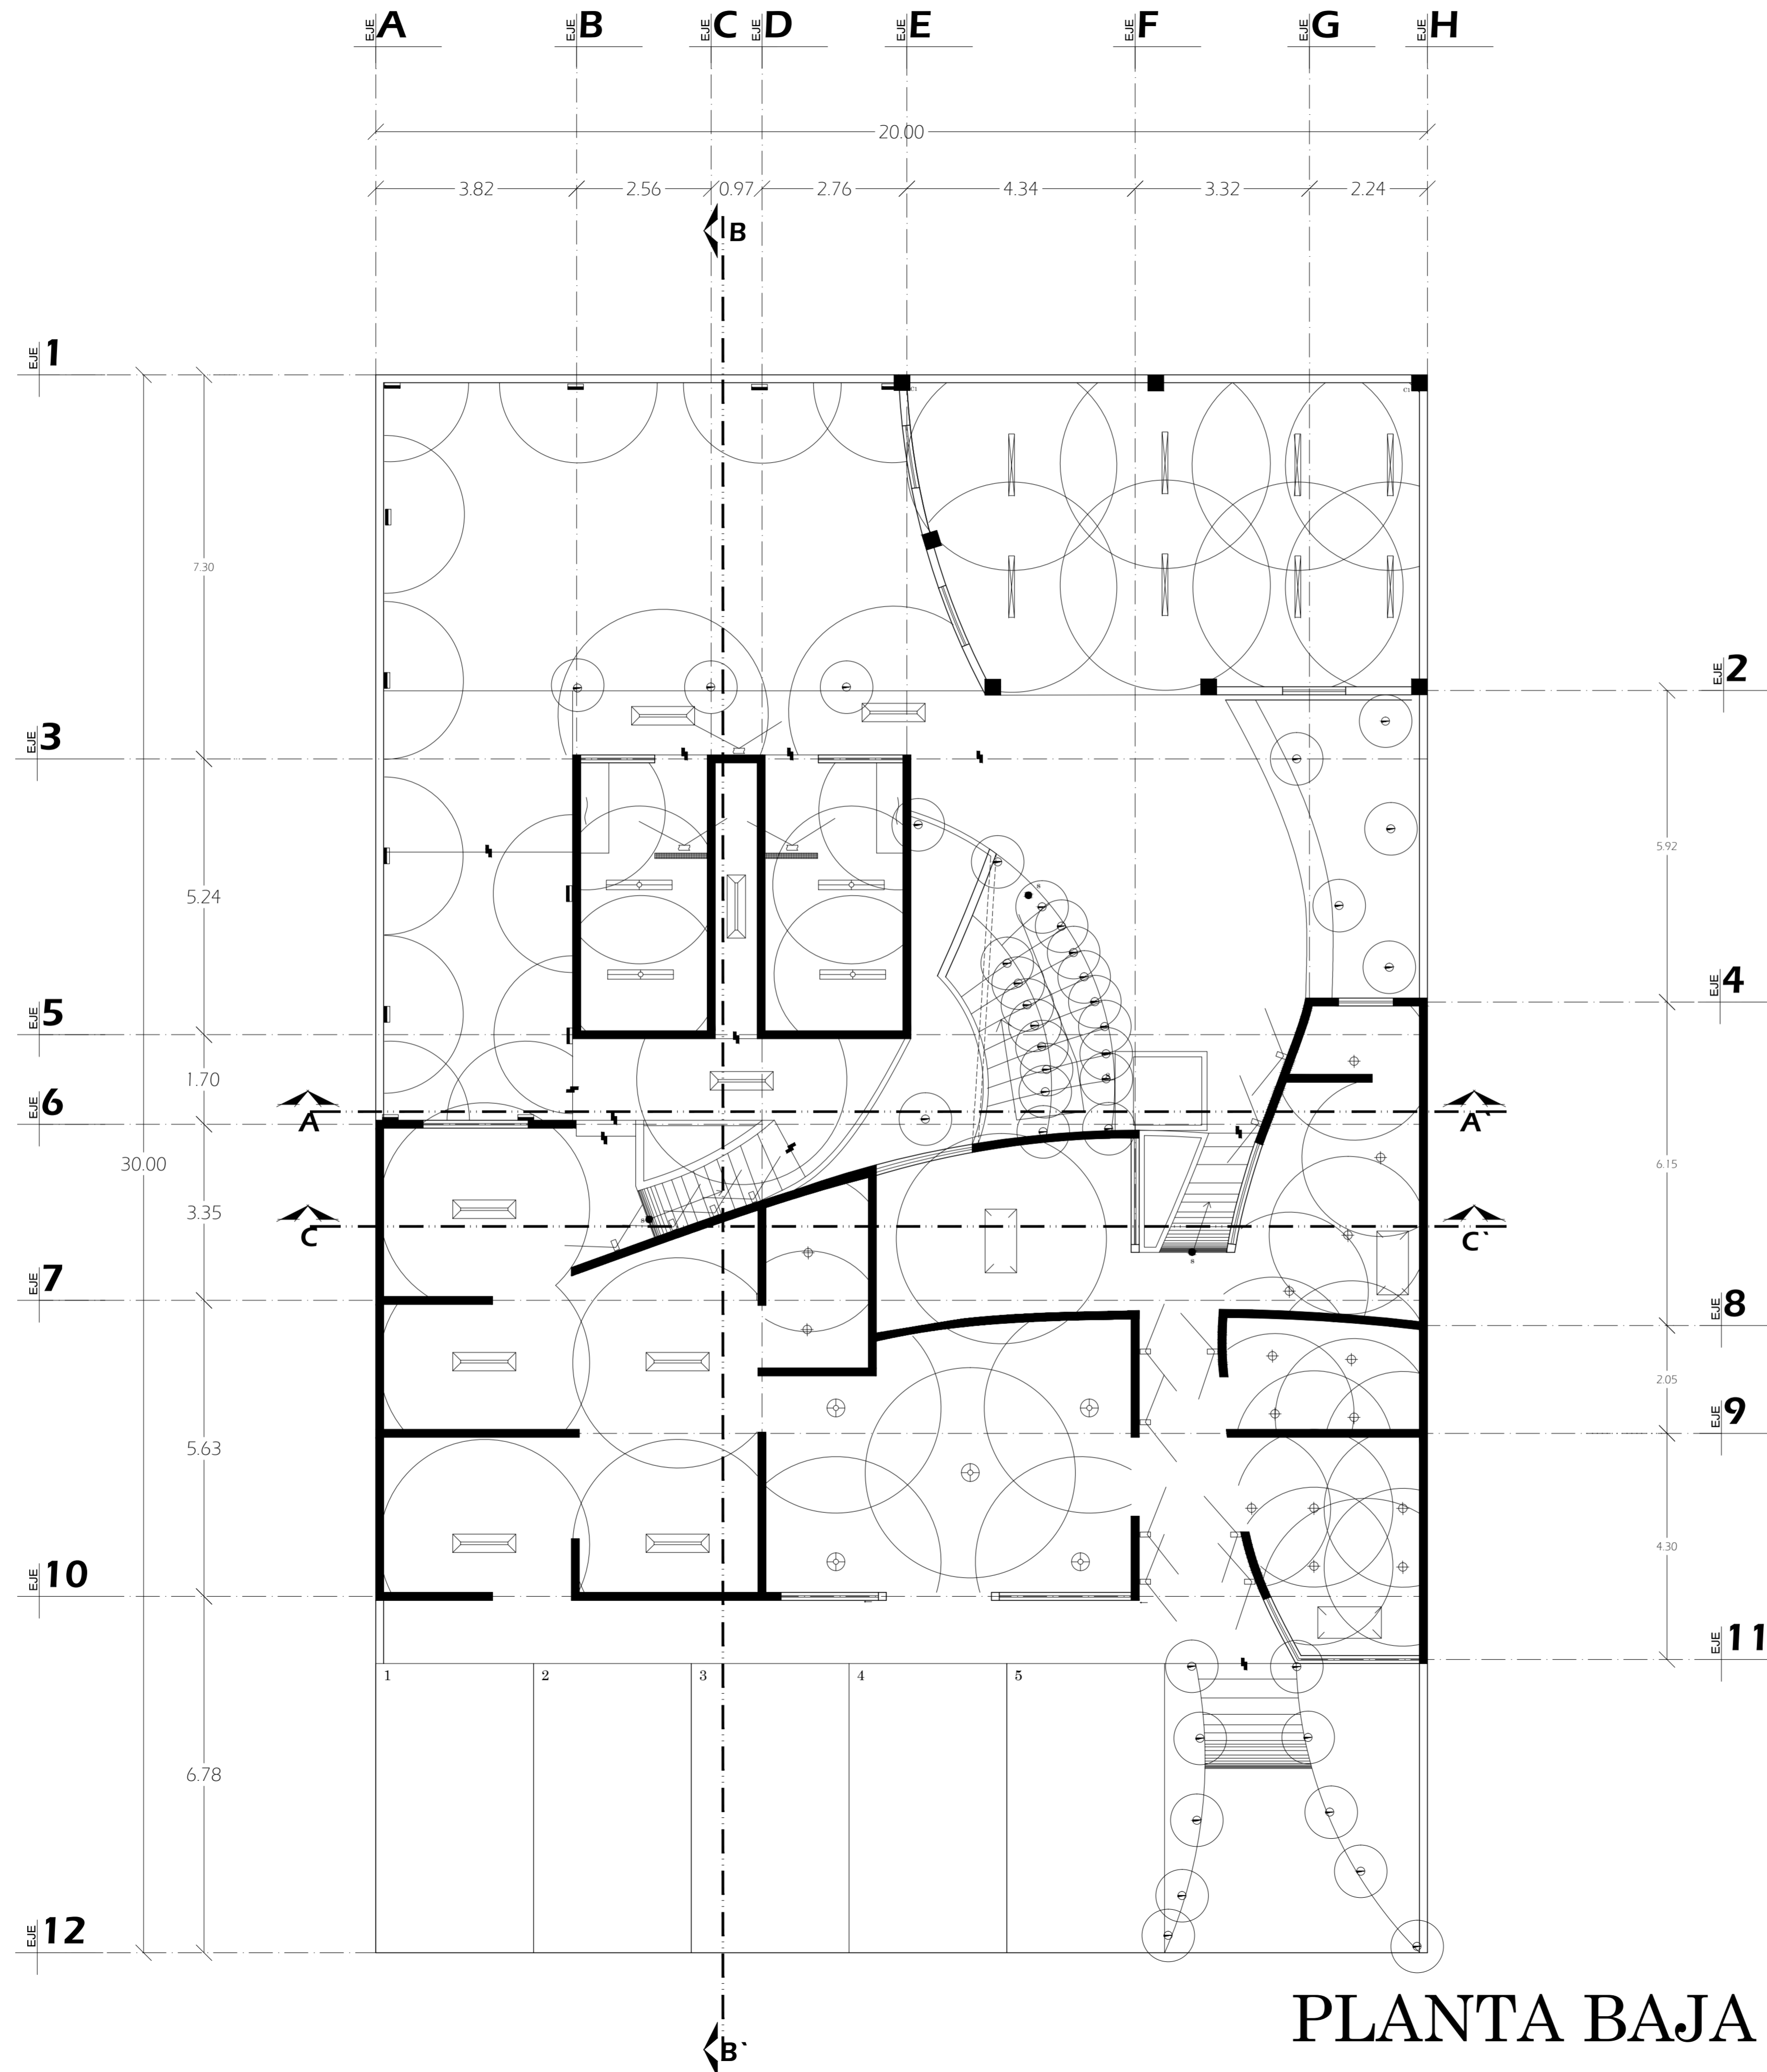 EJE A EJE B EJE C EJE D EJE E EJE F EJE G EJE H
20.00
3.82 2.56 0.97 2.76 4.34 3.32 2.24
B
EJE 1
C1 C1
7.30
EJE 2
EJE 3
5.92
5.24
S
EJE 4
EJE 5
1.70
S
EJE 6
A A`
30.00
6.15
3.35
S
C C`
S
EJE 7
EJE 8
2.05
EJE 9
5.63
4.30
EJE 10
EJE 11
1 2 3 4 5
6.78
EJE 12
PLANTA BAJA
B`